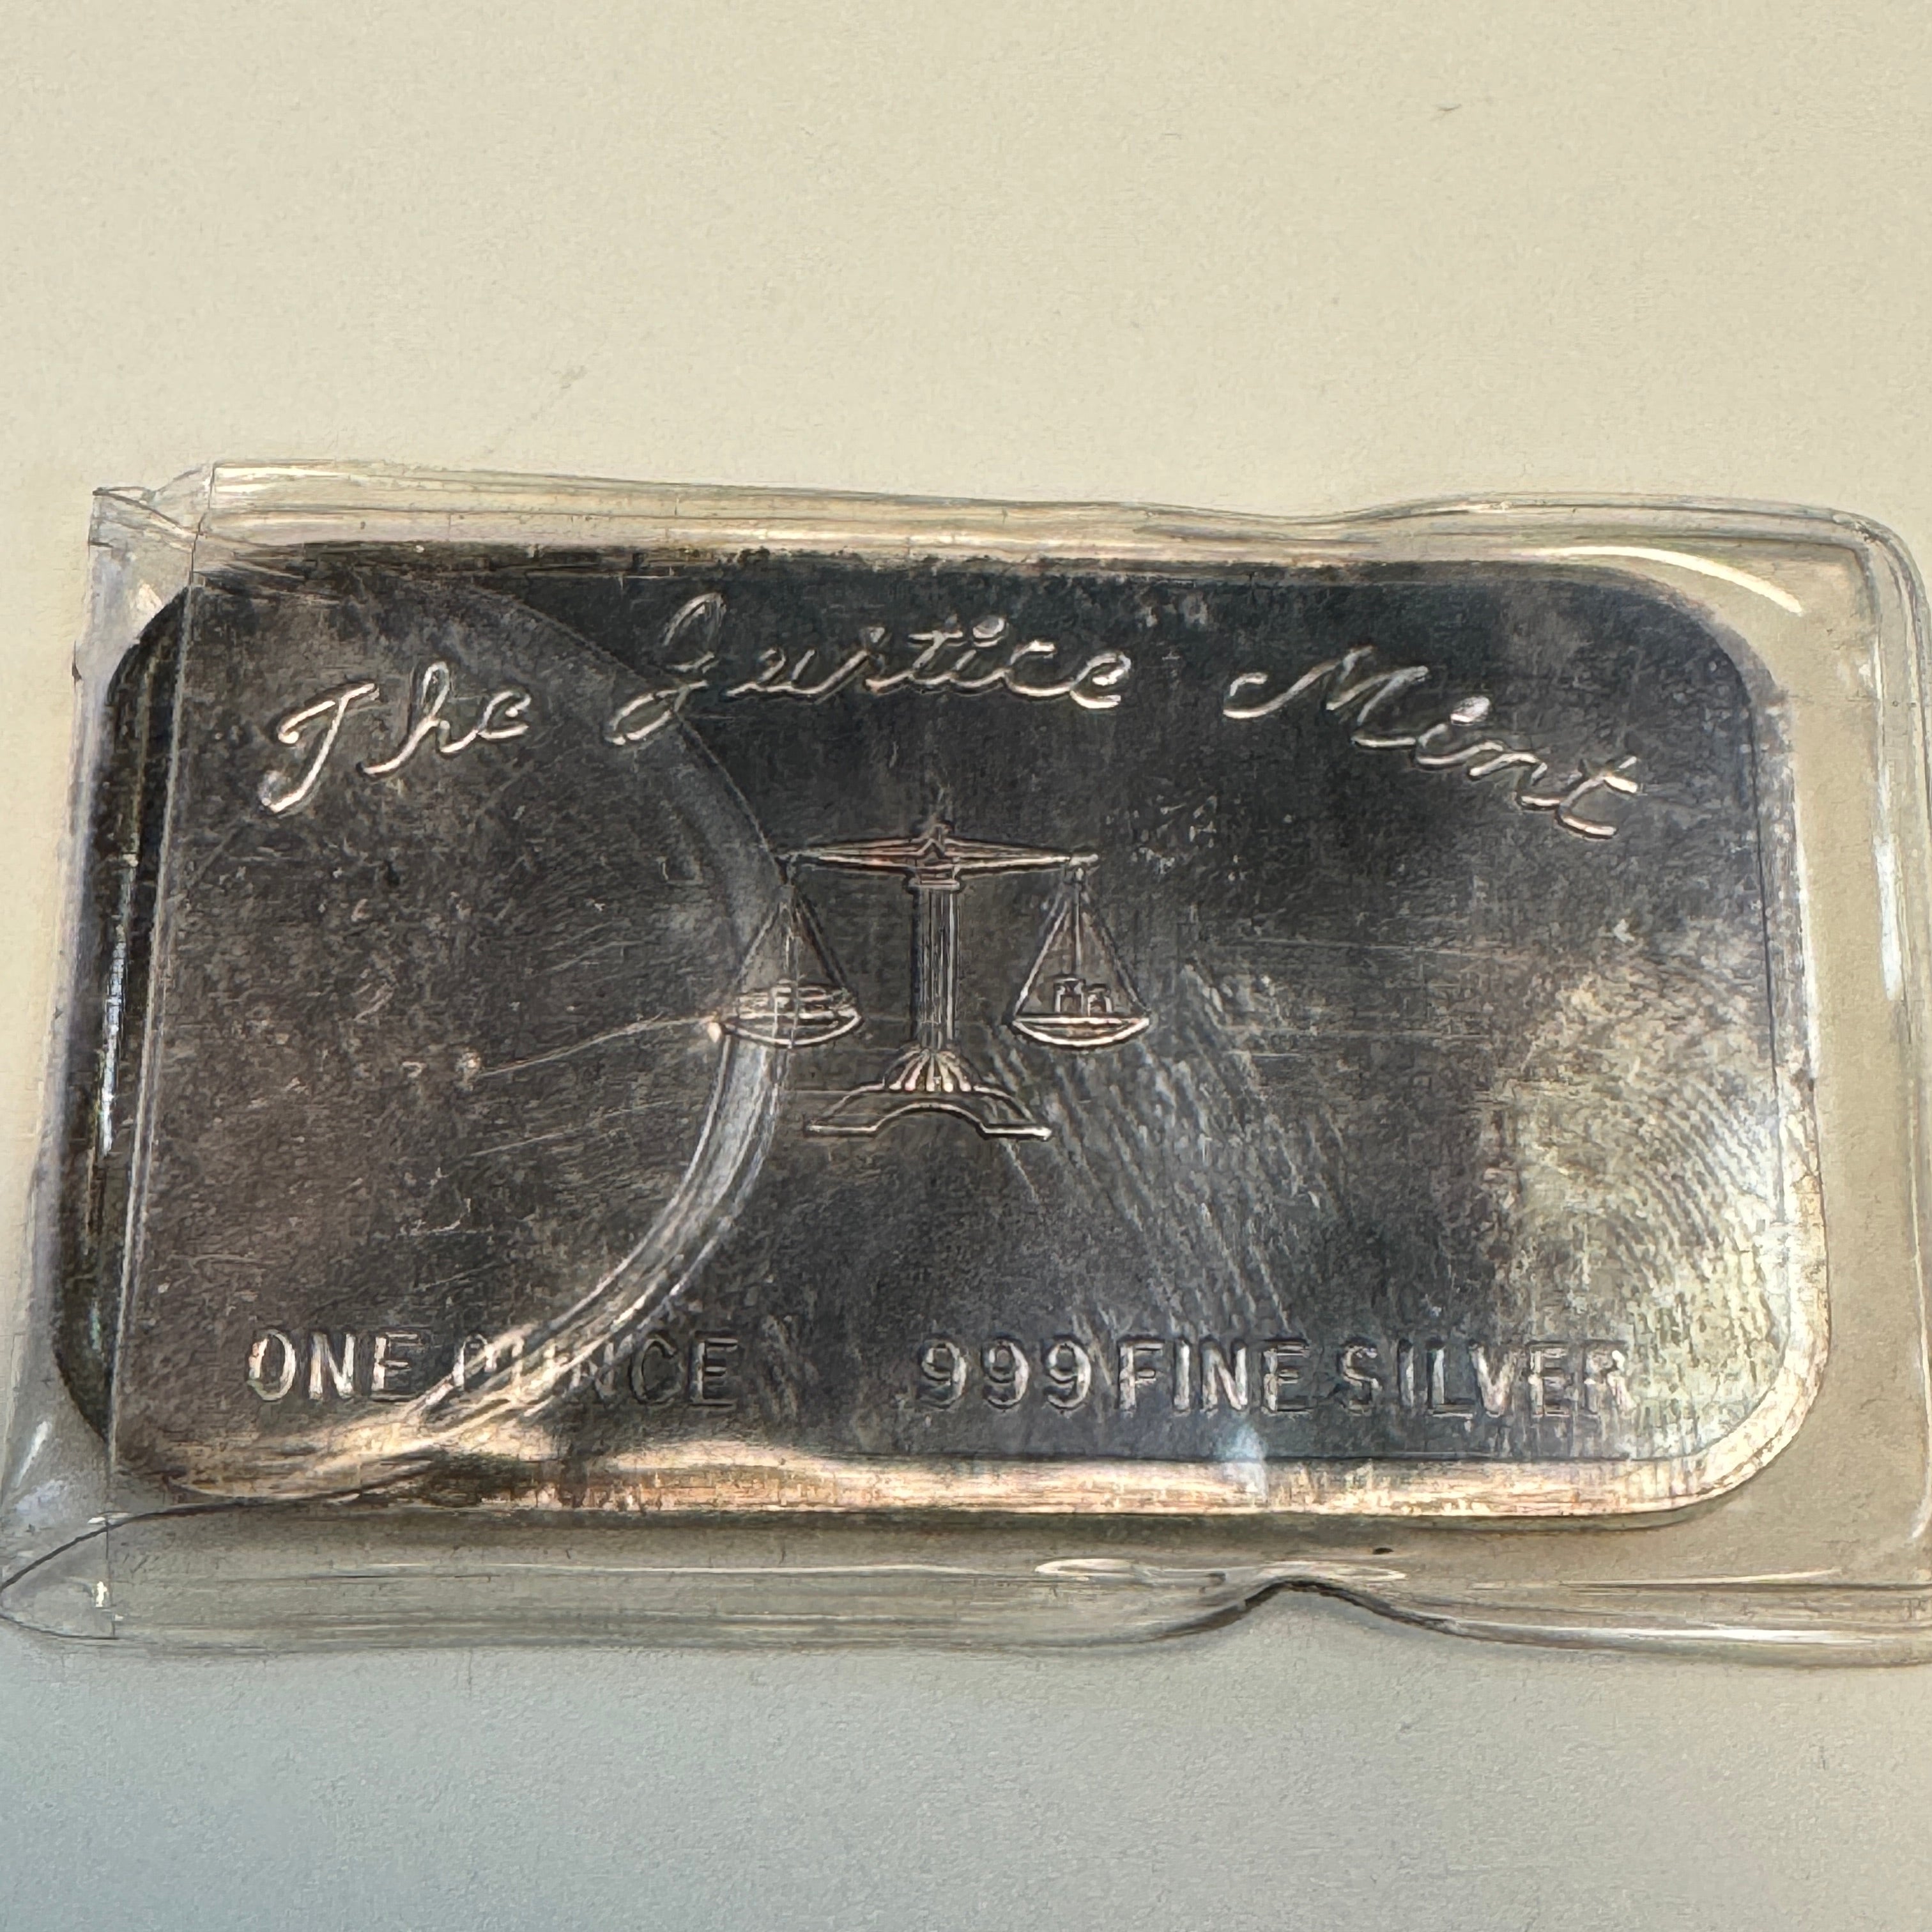 The Justice Mint
ONE OUNCE 999 FINE SILVER